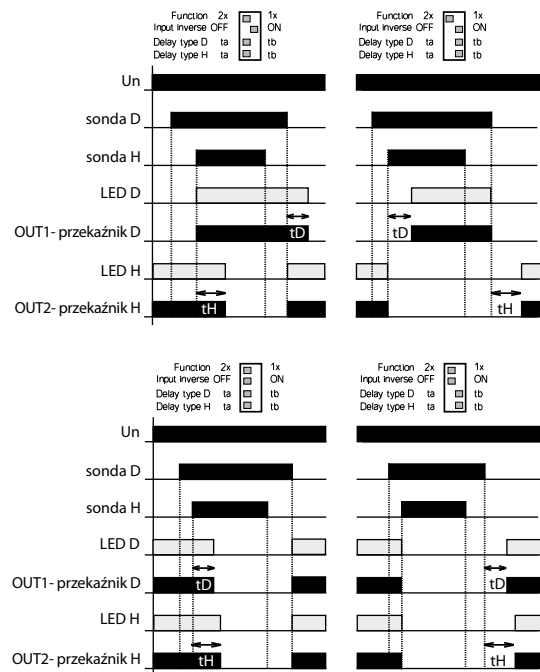 Function 2x 1x
Input inverse OFF ON
Delay type D ta tb
Delay type H ta tb
Function 2x 1x
Input inverse OFF ON
Delay type D ta tb
Delay type H ta tb
Un
sonda D
sonda H
LED D
OUT1- przekaźnik D
tD
tD
LED H
OUT2- przekaźnik H
tH
tH
Function 2x 1x
Input inverse OFF ON
Delay type D ta tb
Delay type H ta tb
Function 2x 1x
Input inverse OFF ON
Delay type D ta tb
Delay type H ta tb
Un
sonda D
sonda H
LED D
OUT1- przekaźnik D
tD
tD
LED H
OUT2- przekaźnik H
tH
tH